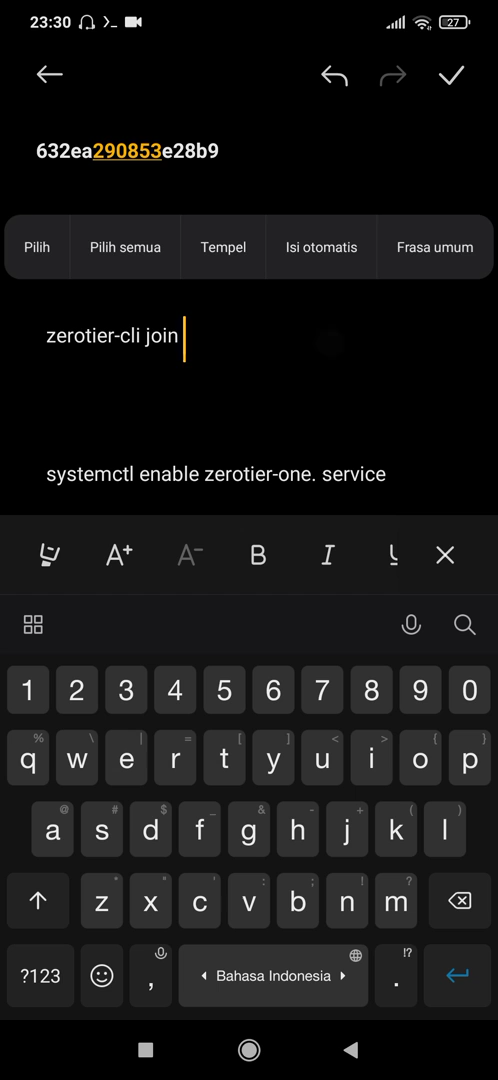 23:30 27
632ea290853e28b9
Pilih Pilih semua Tempel Isi otomatis Frasa umum
zerotier-cli join
systemctl enable zerotier-one. service
A+ A- B I U
1 2 3 4 5 6 7 8 9 0
% \ | = [ ] < > { }
q w e r t y u i o p
@ # $ _ & - + ( )
a s d f g h j k l
* " ' : ; ! ?
z x c v b n m
!?
?123 , Bahasa Indonesia .